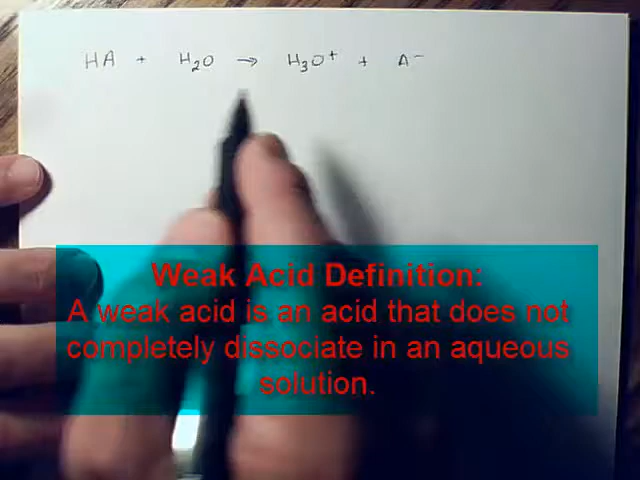 HA + H₂O → H₃O⁺ + A⁻
Weak Acid Definition:
A weak acid is an acid that does not
completely dissociate in an aqueous
solution.